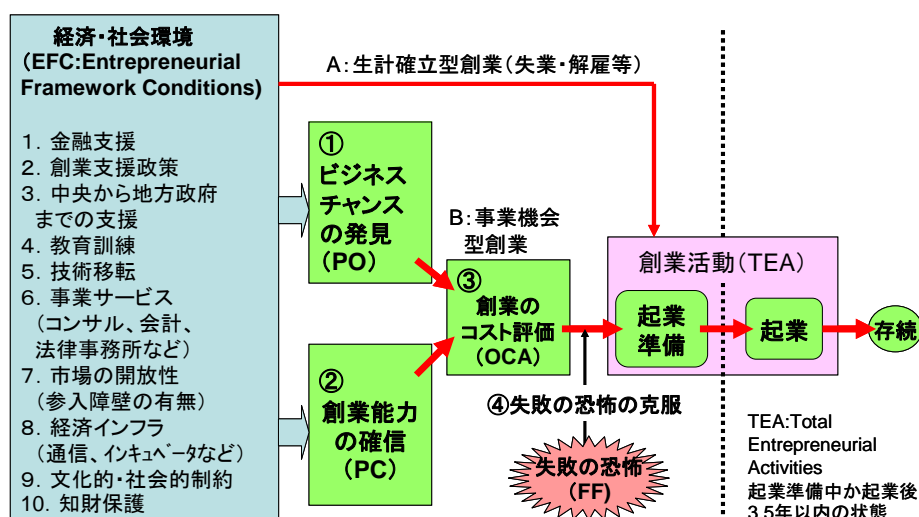 経済・社会環境
(EFC:Entrepreneurial
Framework Conditions)
1. 金融支援
2. 創業支援政策
3. 中央から地方政府
までの支援
4. 教育訓練
5. 技術移転
6. 事業サービス
(コンサル、会計、
法律事務所など)
7. 市場の開放性
(参入障壁の有無)
8. 経済インフラ
(通信、インキュベータなど)
9. 文化的・社会的制約
10. 知財保護
A:生計確立型創業(失業・解雇等)
①
ビジネス
チャンス
の発見
(PO)
②
創業能力
の確信
(PC)
B:事業機会
型創業
③
創業の
コスト評価
(OCA)
④失敗の恐怖の克服
失敗の恐怖
(FF)
創業活動(TEA)
起業
準備
起業
存続
TEA:Total
Entrepreneurial
Activities
起業準備中か起業後
3.5年以内の状態